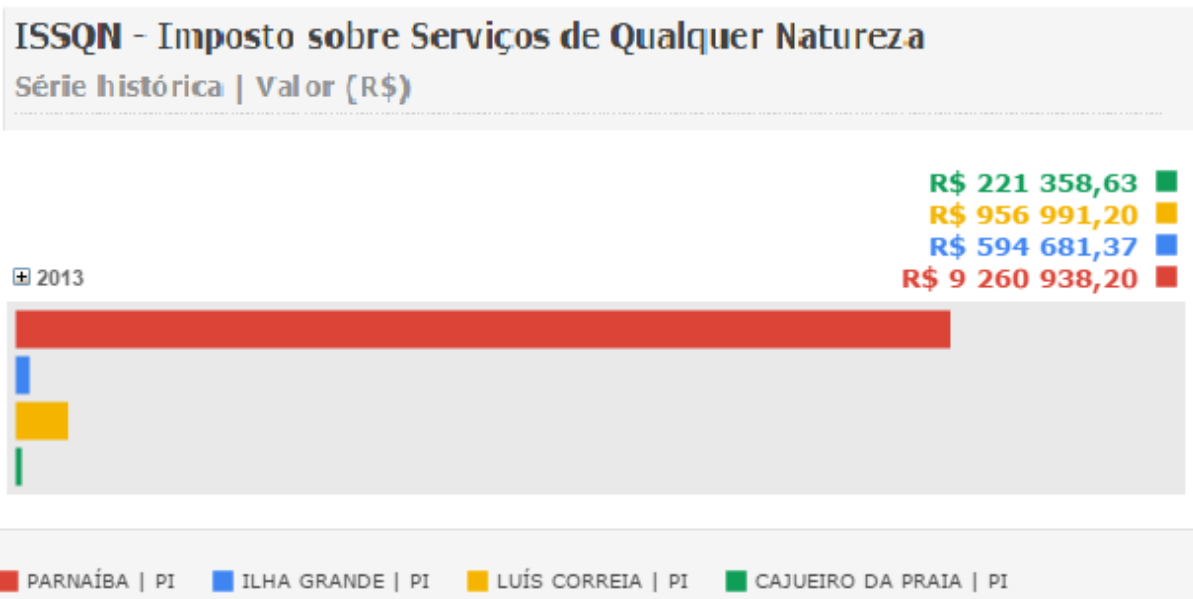 ISSQN - Imposto sobre Serviços de Qualquer Natureza
Série histórica | Valor (R$)
R$ 221 358,63
R$ 956 991,20
R$ 594 681,37
2013
R$ 9 260 938,20
PARNAÍBA | PI ILHA GRANDE | PI LUÍS CORREIA | PI CAJUEIRO DA PRAIA | PI